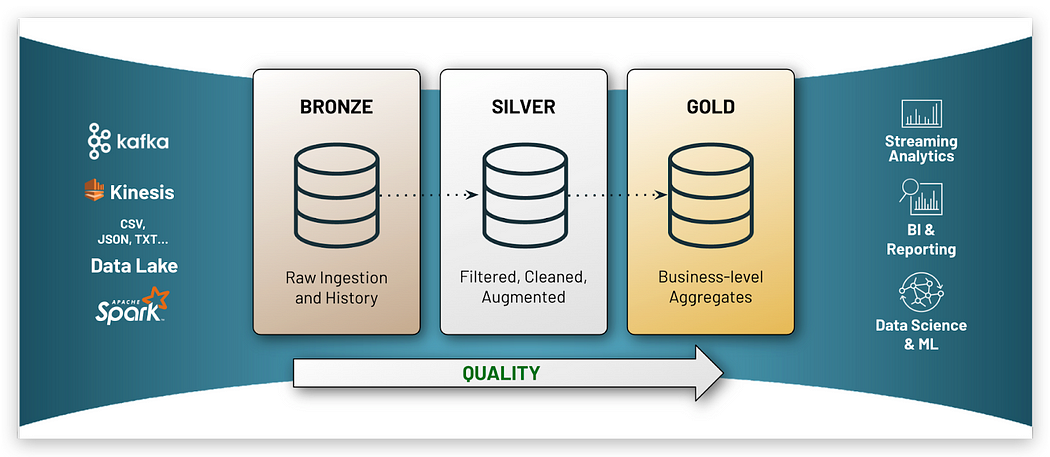 kafka
Kinesis
CSV,
JSON, TXT...
Data Lake
APACHE
Spark
BRONZE
Raw Ingestion
and History
SILVER
Filtered, Cleaned,
Augmented
GOLD
Business-level
Aggregates
QUALITY
Streaming
Analytics
BI &
Reporting
Data Science
& ML